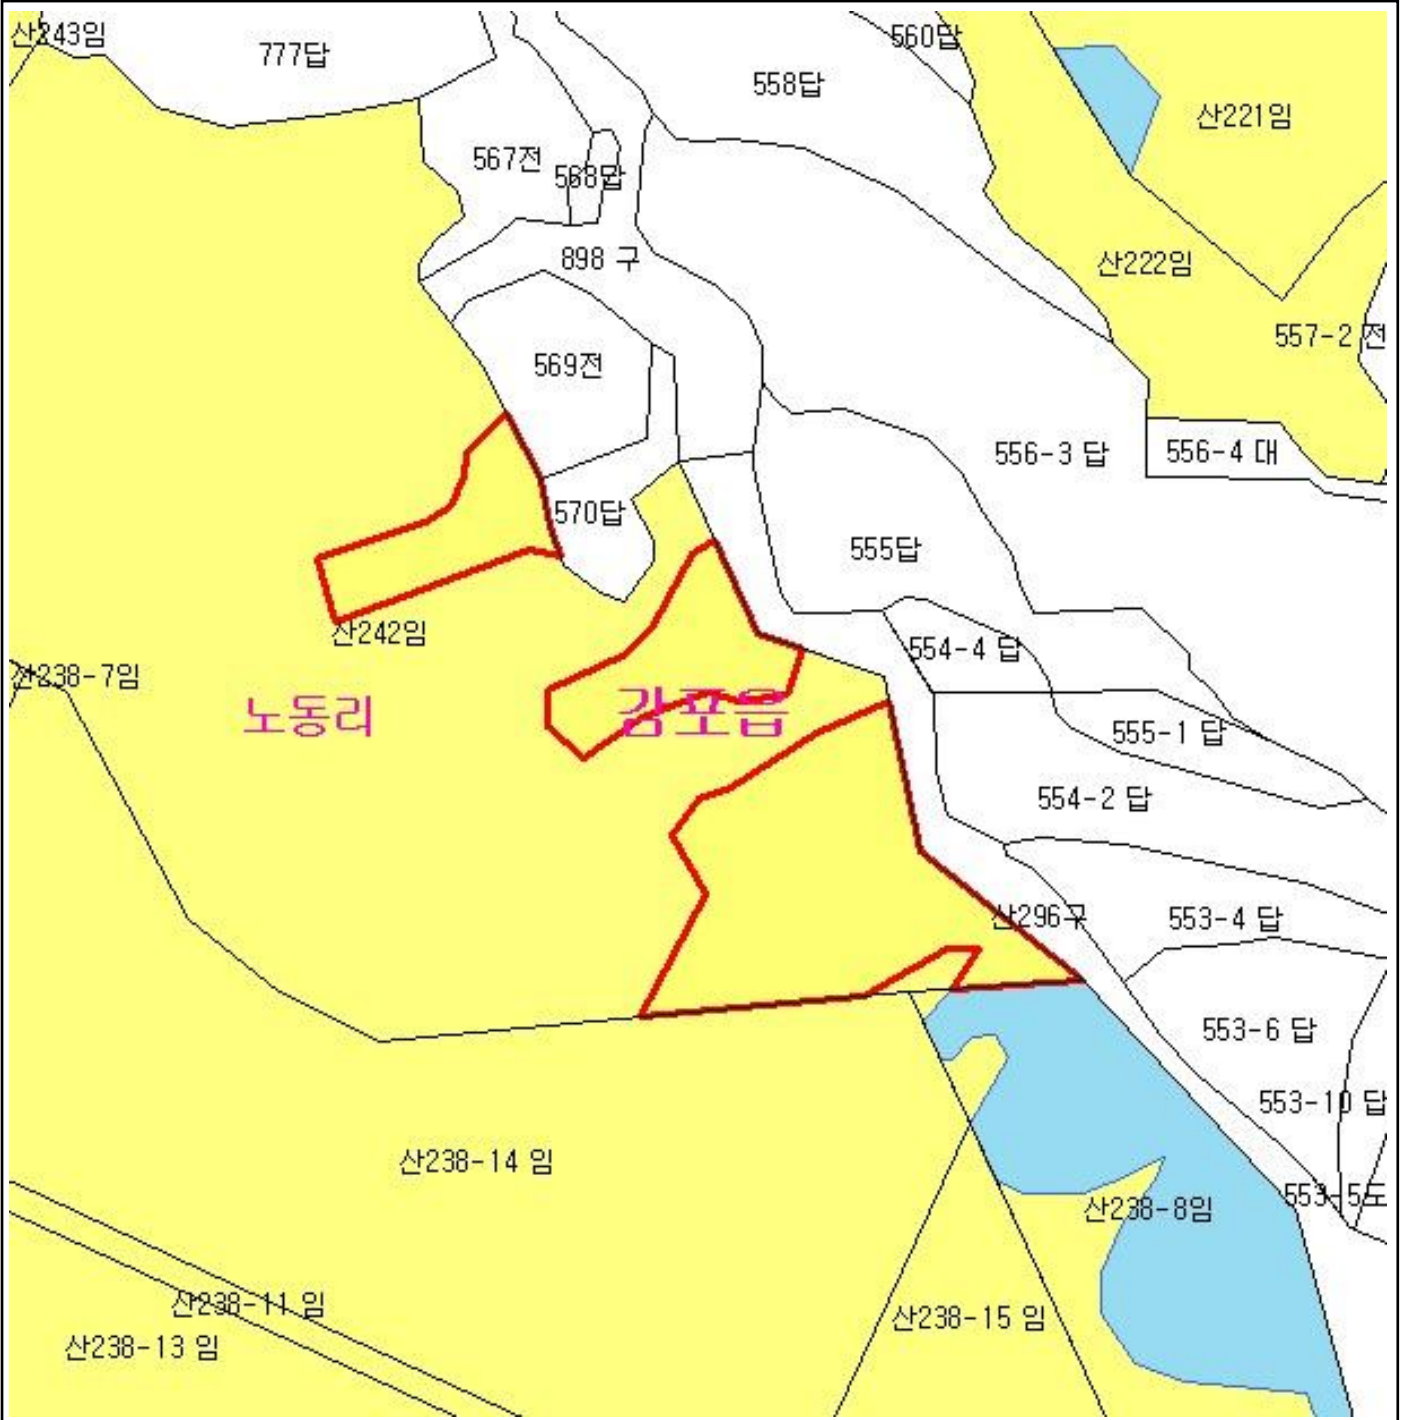 산243임
777답
560답
558답
산221임
567전
568답
898 구
산222임
557-2 전
569전
556-3 답
556-4 대
570답
555답
산242임
554-4 답
산238-7임
노동리
감포읍
555-1 답
554-2 답
산296구
553-4 답
553-6 답
553-10 답
산238-14 임
553-5도
산238-8임
산238-11 임
산238-15 임
산238-13 임